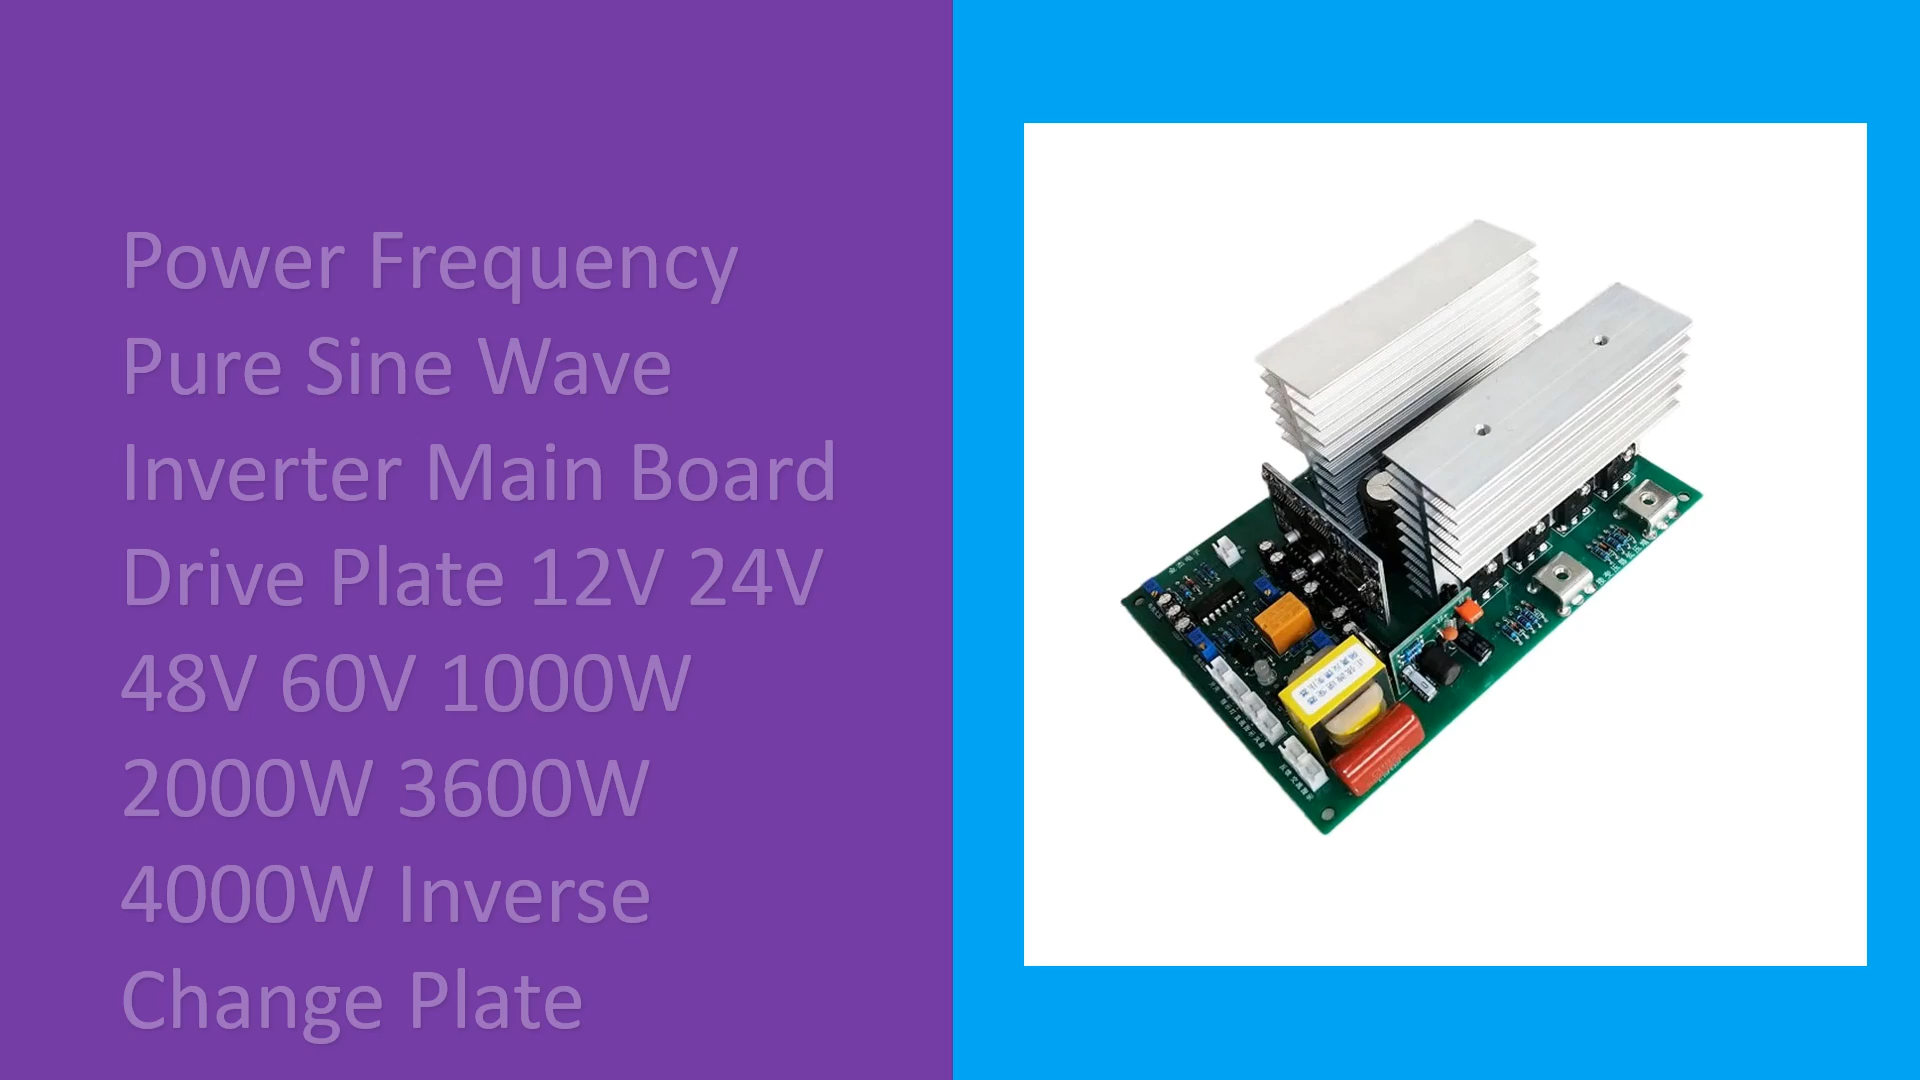 Power Frequency
Pure Sine Wave
Inverter Main Board
Drive Plate 12V 24V
48V 60V 1000W
2000W 3600W
4000W Inverse
Change Plate